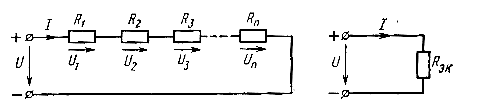 I R₁ R₂ R₃ Rₙ
+
U U₁ U₂ U₃ Uₙ
−
I
+
U Rэк
−